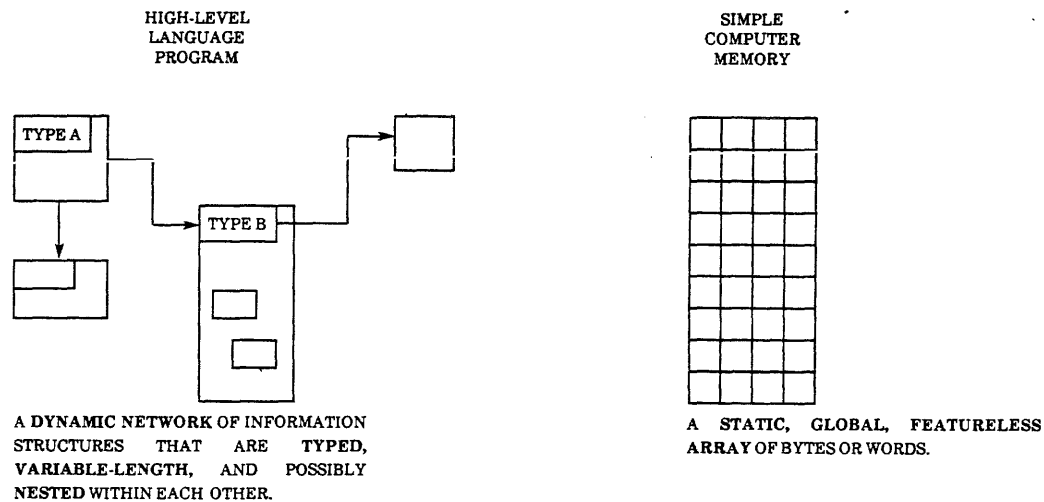 HIGH-LEVEL
LANGUAGE
PROGRAM
TYPE A
TYPE B
A DYNAMIC NETWORK OF INFORMATION
STRUCTURES THAT ARE TYPED,
VARIABLE-LENGTH, AND POSSIBLY
NESTED WITHIN EACH OTHER.
SIMPLE
COMPUTER
MEMORY
A STATIC, GLOBAL, FEATURELESS
ARRAY OF BYTES OR WORDS.